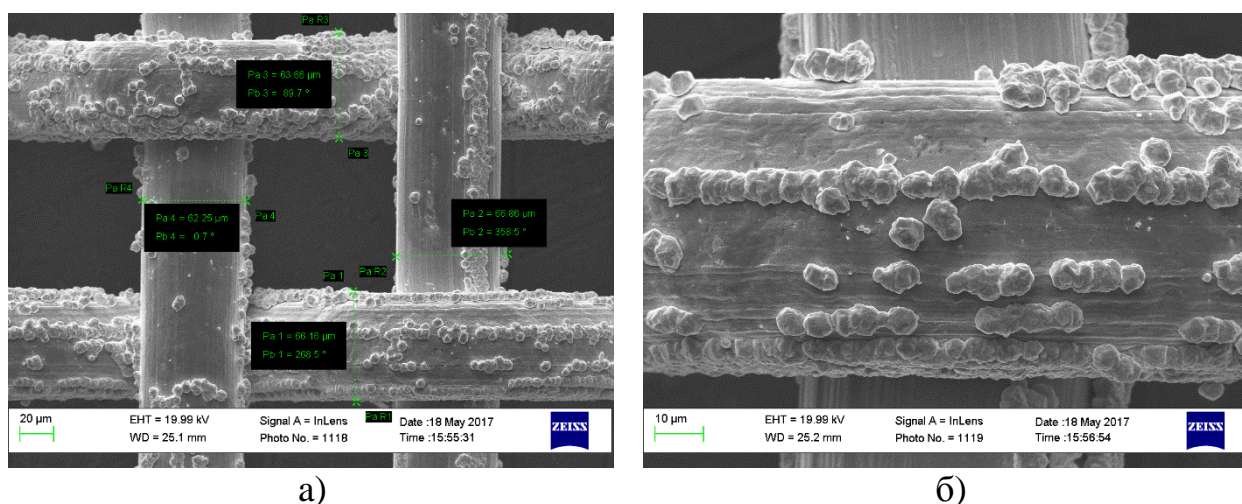 Pa R3
Pa 3 = 63.66 µm
Pb 3 = 89.7 °
Pa 3
Pa R4
Pa 4 = 62.25 µm
Pb 4 = 0.7 °
Pa 4
Pa 2 = 66.86 µm
Pb 2 = 358.5 °
Pa R2
Pa 1
Pa 1 = 66.16 µm
Pb 1 = 268.5 °
Pa R1
20 µm
EHT = 19.99 kV
WD = 25.1 mm
Signal A = InLens
Photo No. = 1118
Date :18 May 2017
Time :15:55:31
ZEISS
10 µm
EHT = 19.99 kV
WD = 25.2 mm
Signal A = InLens
Photo No. = 1119
Date :18 May 2017
Time :15:56:54
ZEISS
а)
б)